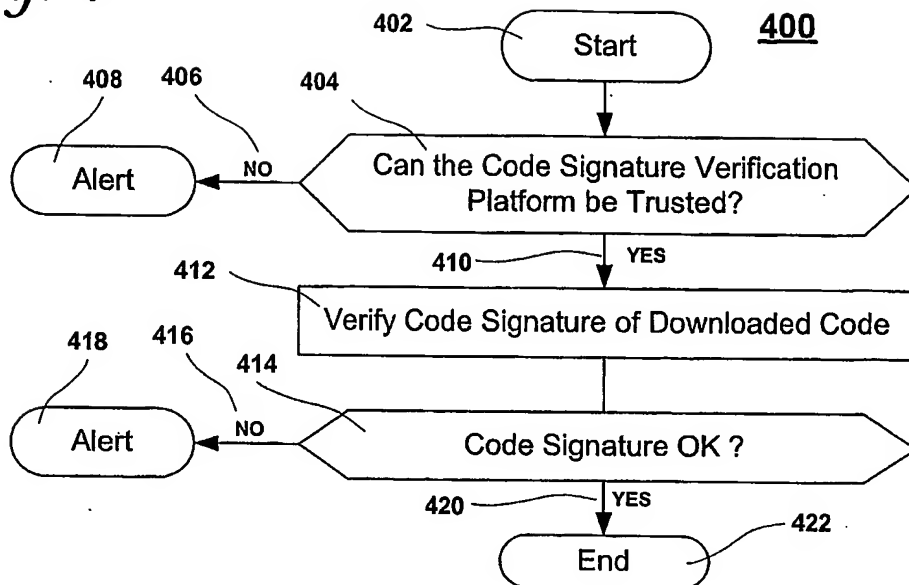 402
Start
400
408
406
404
Alert
NO
Can the Code Signature Verification
Platform be Trusted?
410
YES
412
Verify Code Signature of Downloaded Code
418
416
414
Alert
NO
Code Signature OK ?
420
YES
422
End